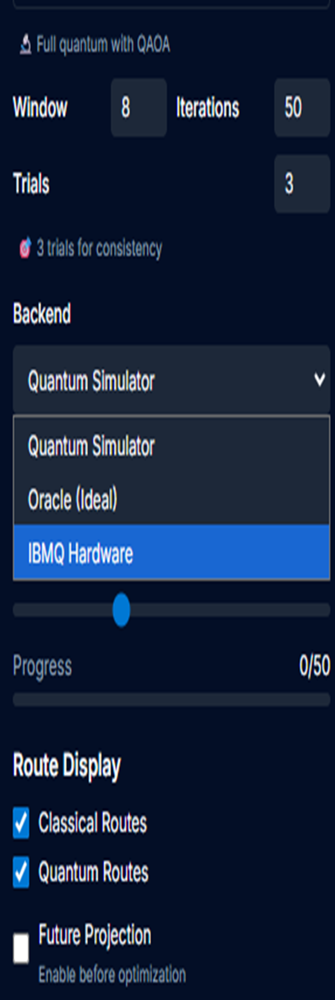 Full quantum with QAOA
Window 8 Iterations 50
Trials 3
3 trials for consistency
Backend
Quantum Simulator
Quantum Simulator
Oracle (Ideal)
IBMQ Hardware
Progress 0/50
Route Display
Classical Routes
Quantum Routes
Future Projection
Enable before optimization